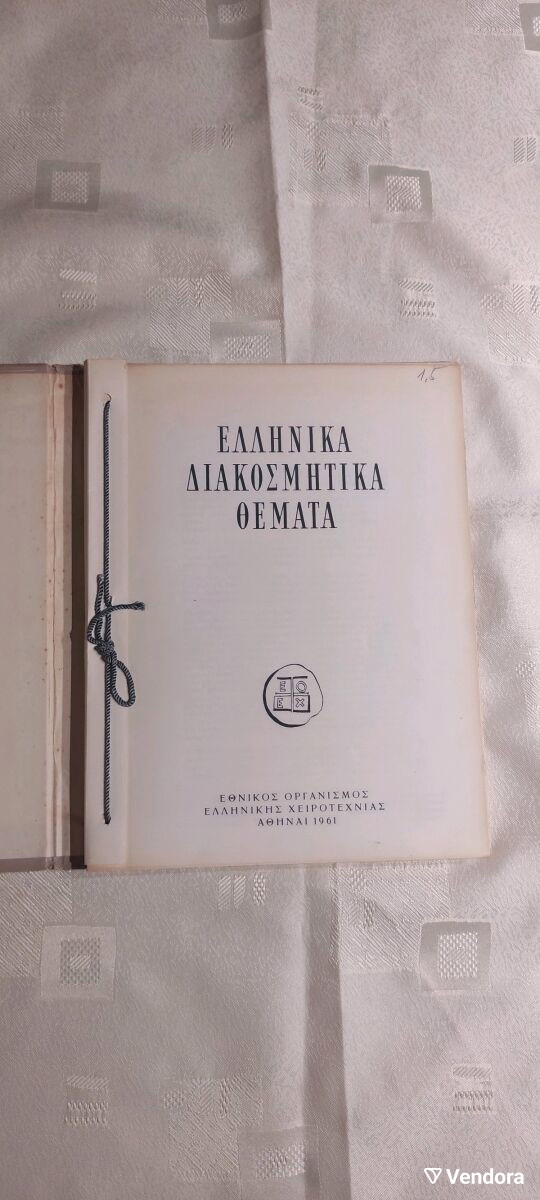 1,5
ΕΛΛΗΝΙΚΑ
ΔΙΑΚΟΣΜΗΤΙΚΑ
ΘΕΜΑΤΑ
Ε Ο
Ε Χ
ΕΘΝΙΚΟΣ ΟΡΓΑΝΙΣΜΟΣ
ΕΛΛΗΝΙΚΗΣ ΧΕΙΡΟΤΕΧΝΙΑΣ
ΑΘΗΝΑΙ 1961
Vendora